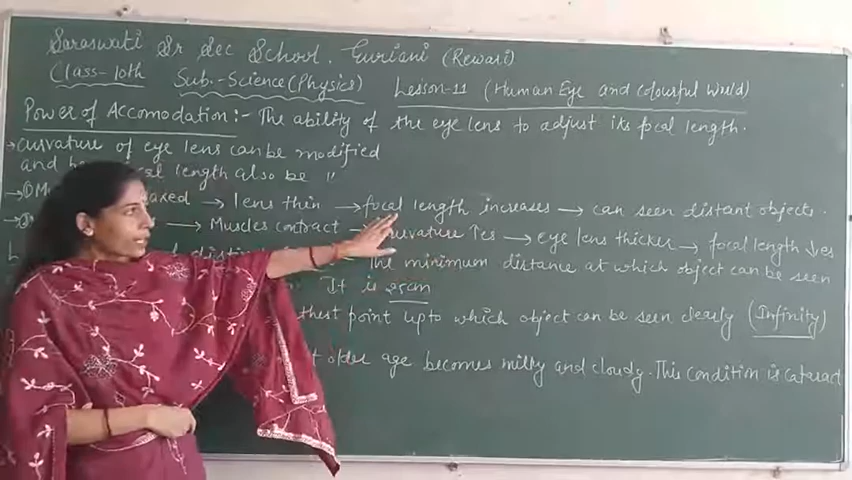 Saraswati Sr Sec School. Guriani (Rewari)
Class-10th Sub.-Science(Physics) Lesson-11 (Human Eye and colourful World)
Power of Accomodation:- The ability of the eye lens to adjust its focal length.
→curvature of eye lens can be modified
and length also be "
→ lens thin → focal length increases → can seen distant objects.
→ Muscles contract → curvature ↑es → eye lens thicker → focal length ↓es
The minimum distance at which object can be seen
It is 25cm
point upto which object can be seen clearly (Infinity)
older age becomes milky and cloudy. This condition is cataract